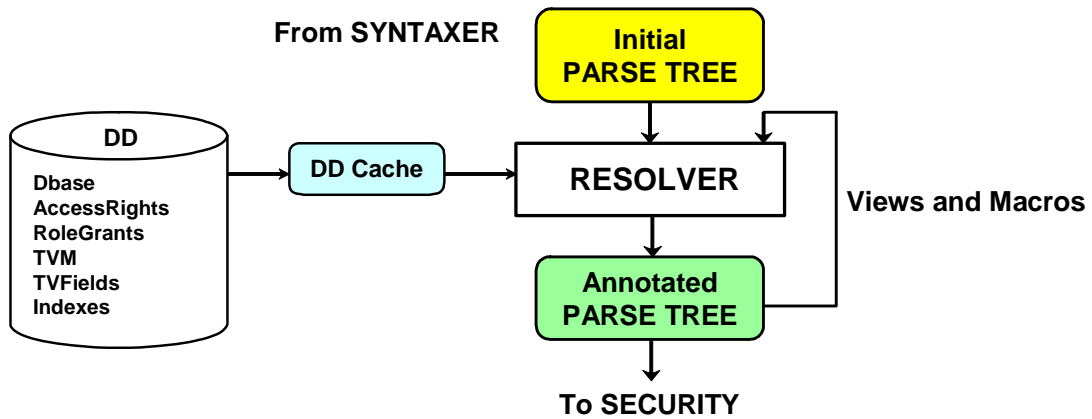 From SYNTAXER
Initial
PARSE TREE
DD
Dbase
AccessRights
RoleGrants
TVM
TVFields
Indexes
DD Cache
RESOLVER
Views and Macros
Annotated
PARSE TREE
To SECURITY